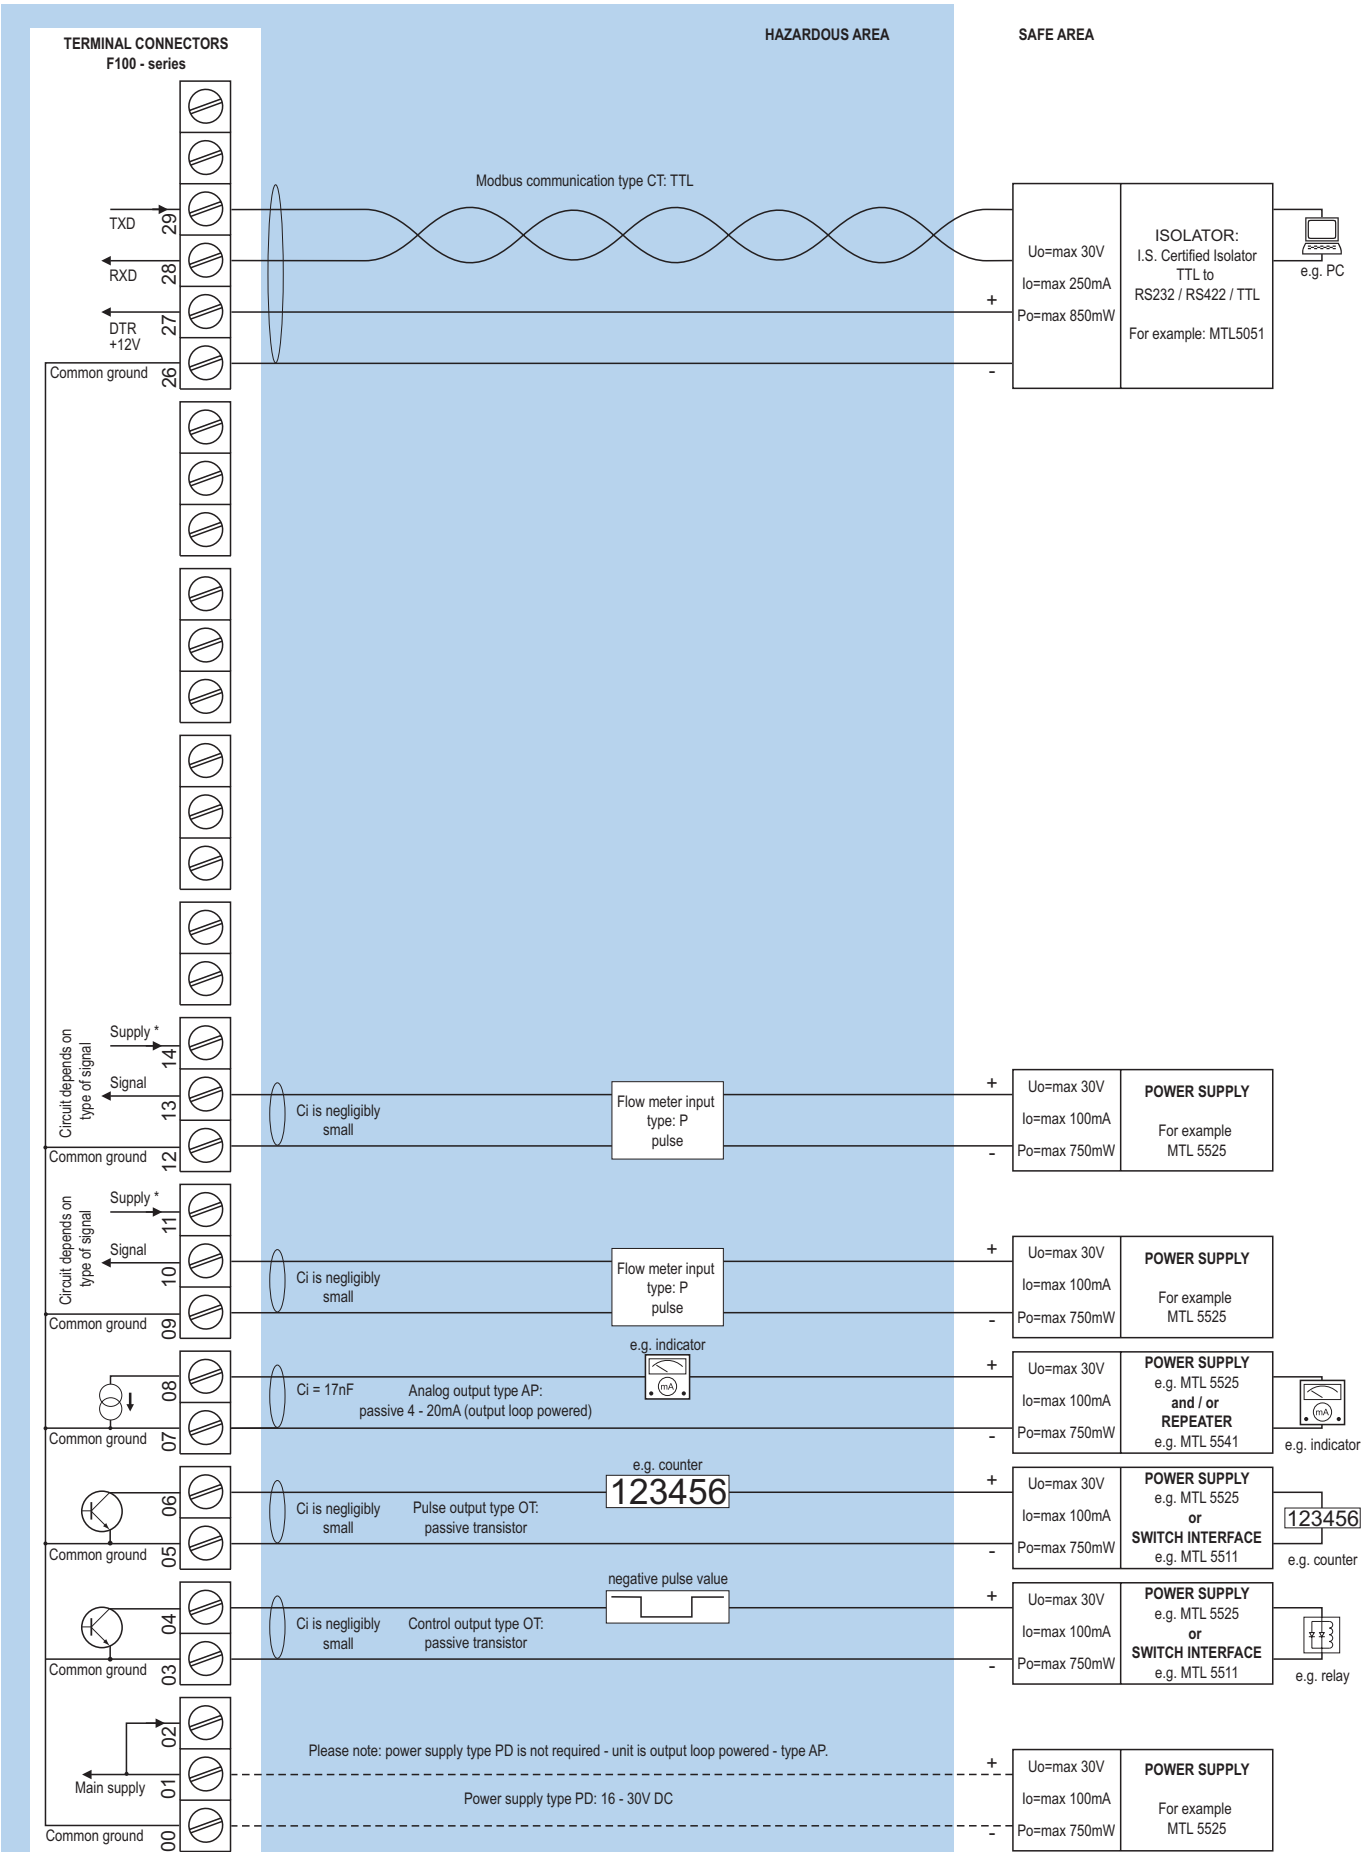 TERMINAL CONNECTORS
F100 - series
HAZARDOUS AREA
SAFE AREA
Modbus communication type CT: TTL
TXD
29
RXD
28
DTR
+12V
27
Common ground
26
+
-
Uo=max 30V
Io=max 250mA
Po=max 850mW
ISOLATOR:
I.S. Certified Isolator
TTL to
RS232 / RS422 / TTL
For example: MTL5051
e.g. PC
Circuit depends on
type of signal
Supply *
14
Signal
13
Common ground
12
Ci is negligibly
small
Flow meter input
type: P
pulse
+
-
Uo=max 30V
Io=max 100mA
Po=max 750mW
POWER SUPPLY
For example
MTL 5525
Circuit depends on
type of signal
Supply *
11
Signal
10
Common ground
09
Ci is negligibly
small
Flow meter input
type: P
pulse
+
-
Uo=max 30V
Io=max 100mA
Po=max 750mW
POWER SUPPLY
For example
MTL 5525
08
Common ground
07
Ci = 17nF
Analog output type AP:
passive 4 - 20mA (output loop powered)
e.g. indicator
mA
+
-
Uo=max 30V
Io=max 100mA
Po=max 750mW
POWER SUPPLY
e.g. MTL 5525
and / or
REPEATER
e.g. MTL 5541
mA
e.g. indicator
06
Common ground
05
Ci is negligibly
small
Pulse output type OT:
passive transistor
e.g. counter
123456
+
-
Uo=max 30V
Io=max 100mA
Po=max 750mW
POWER SUPPLY
e.g. MTL 5525
or
SWITCH INTERFACE
e.g. MTL 5511
123456
e.g. counter
04
Common ground
03
Ci is negligibly
small
Control output type OT:
passive transistor
negative pulse value
+
-
Uo=max 30V
Io=max 100mA
Po=max 750mW
POWER SUPPLY
e.g. MTL 5525
or
SWITCH INTERFACE
e.g. MTL 5511
e.g. relay
02
Main supply
01
Common ground
00
Please note: power supply type PD is not required - unit is output loop powered - type AP.
Power supply type PD: 16 - 30V DC
+
-
Uo=max 30V
Io=max 100mA
Po=max 750mW
POWER SUPPLY
For example
MTL 5525